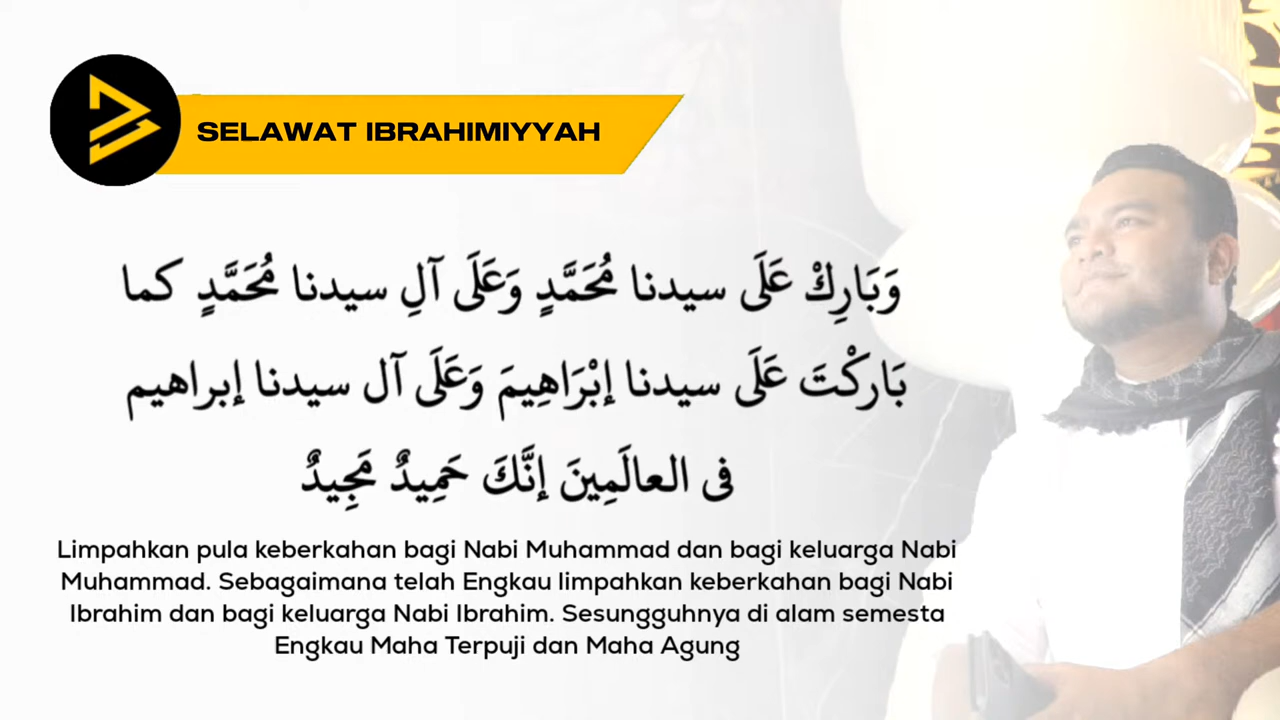 SELAWAT IBRAHIMIYYAH
وَبَارِكْ عَلَى سيدنا مُحَمَّدٍ وَعَلَى آلِ سيدنا مُحَمَّدٍ كما
بَاركْتَ عَلَى سيدنا إبْرَاهِيمَ وَعَلَى آل سيدنا إبراهيم
فى العالَمِينَ إنَّكَ حَمِيدٌ مَجِيدٌ
Limpahkan pula keberkahan bagi Nabi Muhammad dan bagi keluarga Nabi
Muhammad. Sebagaimana telah Engkau limpahkan keberkahan bagi Nabi
Ibrahim dan bagi keluarga Nabi Ibrahim. Sesungguhnya di alam semesta
Engkau Maha Terpuji dan Maha Agung